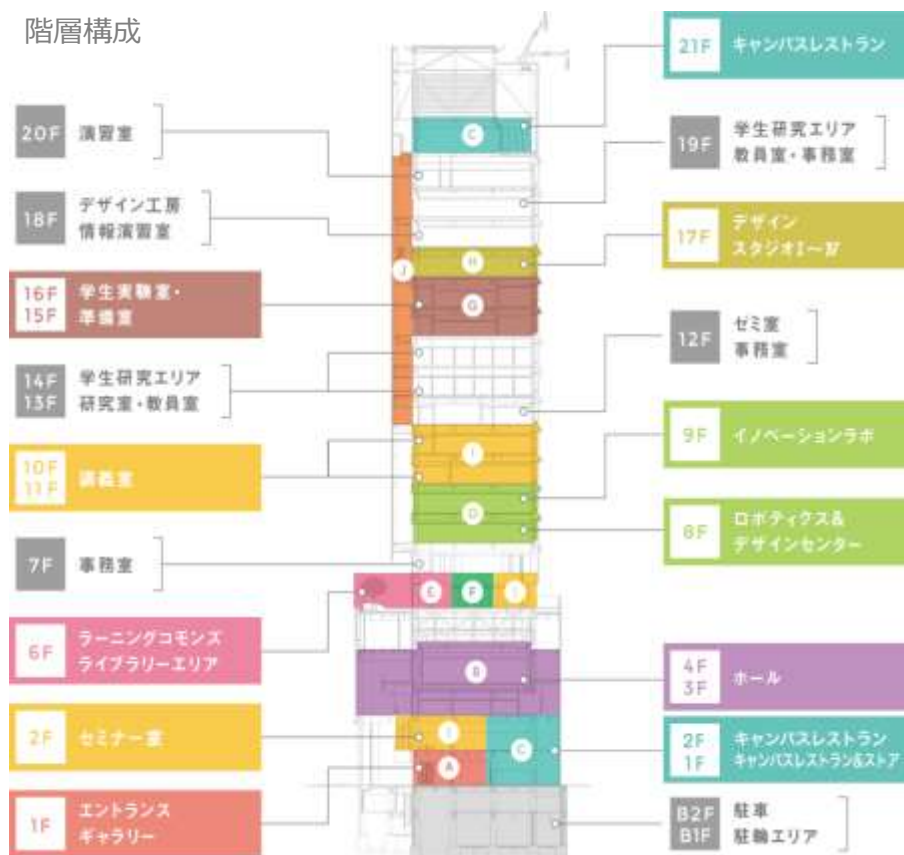 階層構成
21F キャンパスレストラン
20F 演習室
19F 学生研究エリア
教員室・事務室
18F デザイン工房
情報演習室
17F デザイン
スタジオI〜Ⅳ
16F 学生実験室・
15F 準備室
14F 学生研究エリア
13F 研究室・教員室
12F ゼミ室
事務室
10F 講義室
11F
9F イノベーションラボ
8F ロボティクス&
デザインセンター
7F 事務室
6F ラーニングコモンズ
ライブラリーエリア
4F ホール
3F
2F セミナー室
2F キャンパスレストラン
1F キャンパスレストラン&ストア
1F エントランス
ギャラリー
B2F 駐車
B1F 駐輪エリア
C
H
J
G
I
D
E F I
B
I
C
A